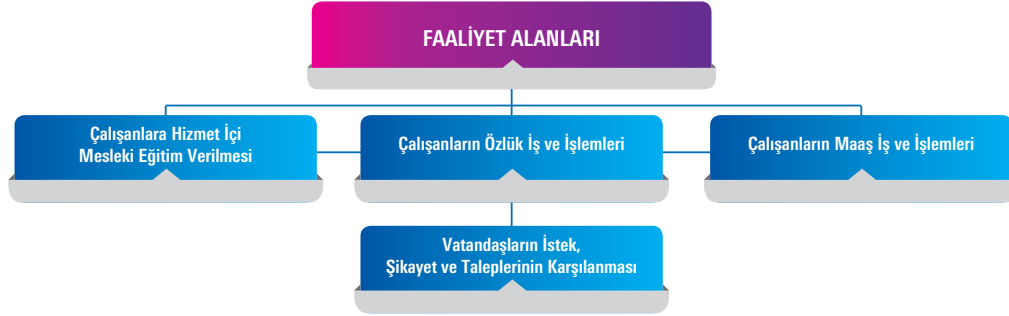 FAALİYET ALANLARI
Çalışanlara Hizmet İçi
Mesleki Eğitim Verilmesi
Çalışanların Özlük İş ve İşlemleri
Çalışanların Maaş İş ve İşlemleri
Vatandaşların İstek,
Şikayet ve Taleplerinin Karşılanması